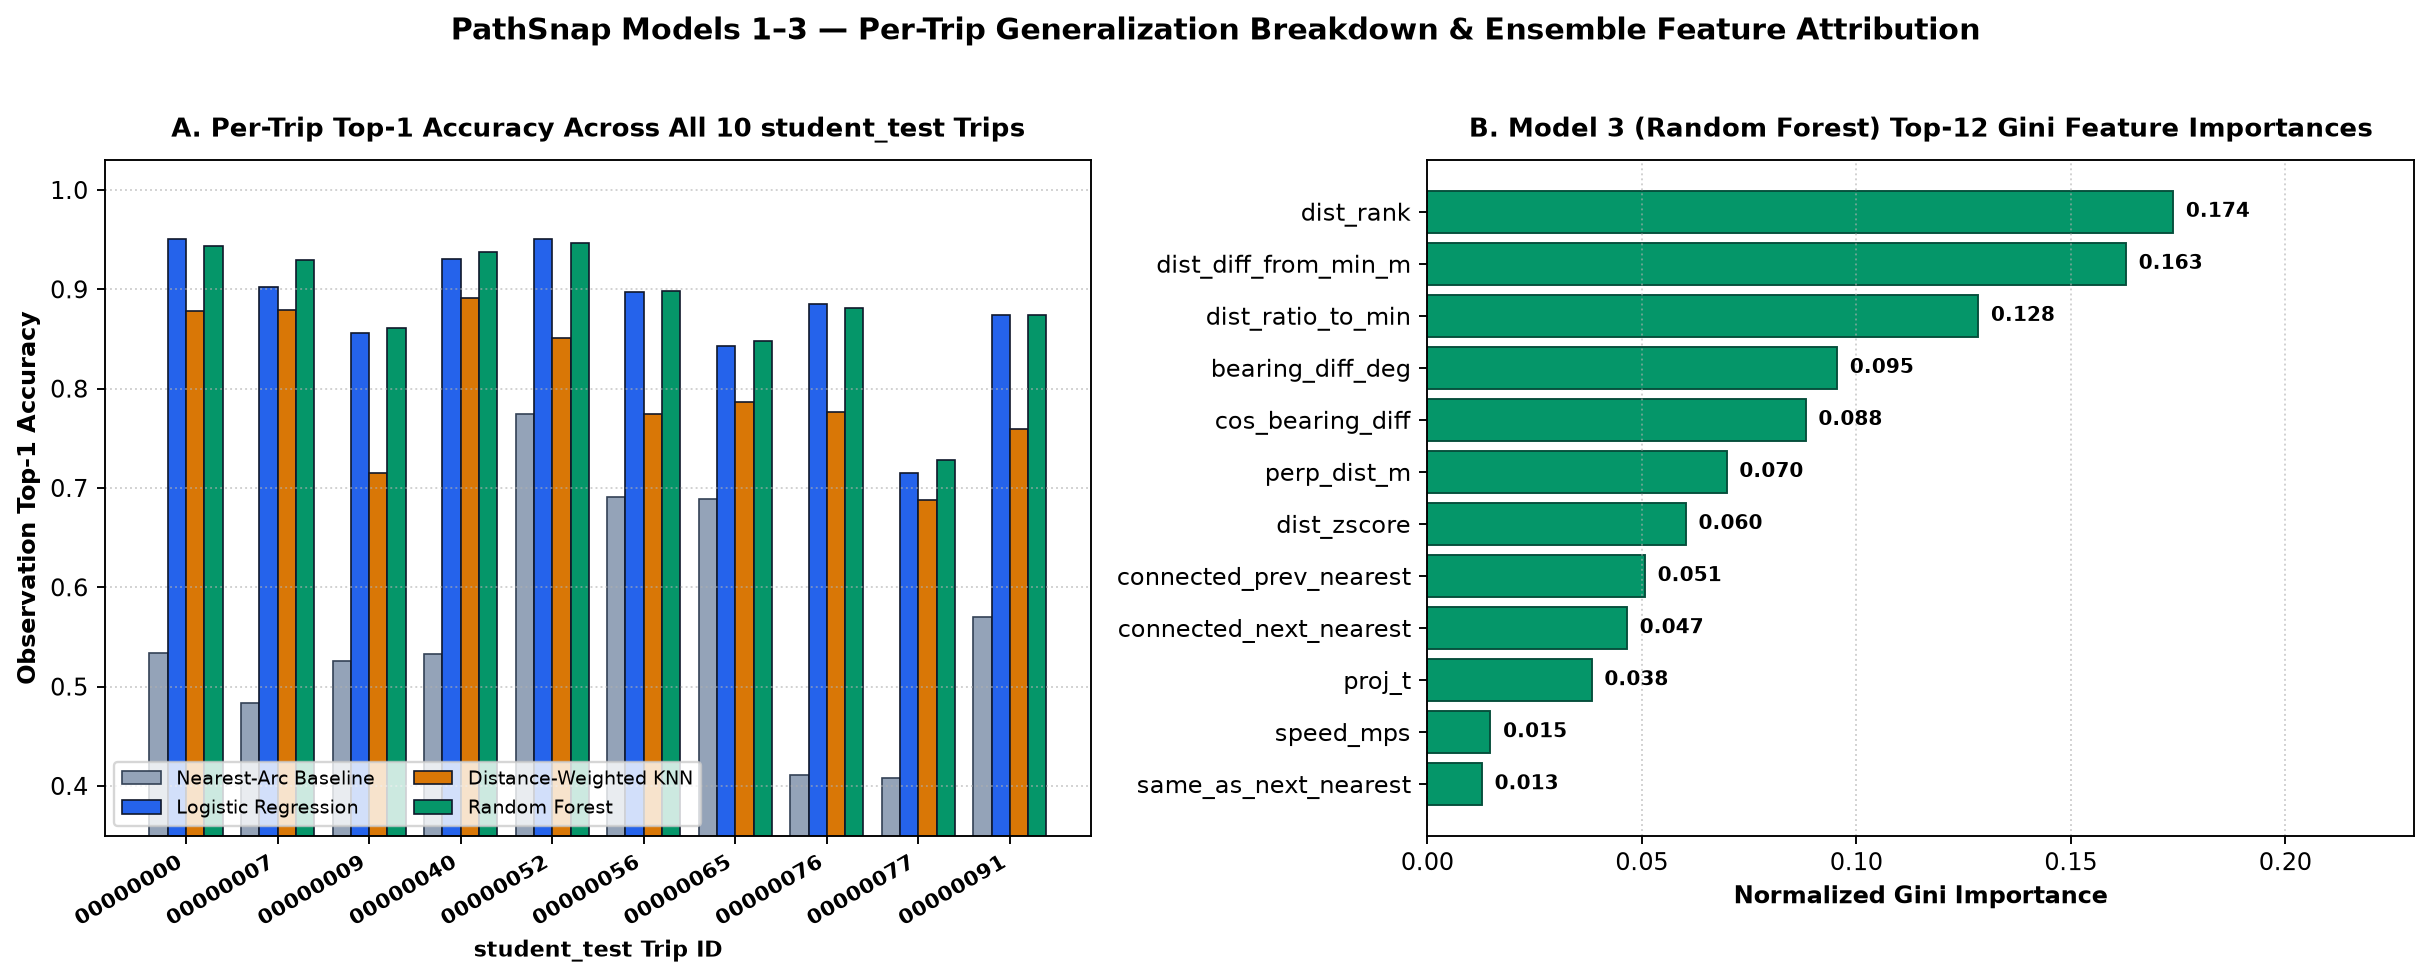 PathSnap Models 1–3 — Per-Trip Generalization Breakdown & Ensemble Feature Attribution
A. Per-Trip Top-1 Accuracy Across All 10 student_test Trips
Observation Top-1 Accuracy
1.0
0.9
0.8
0.7
0.6
0.5
0.4
Nearest-Arc Baseline
Logistic Regression
Distance-Weighted KNN
Random Forest
00000000
00000007
00000009
00000040
00000052
00000056
00000065
00000076
00000077
00000091
student_test Trip ID
B. Model 3 (Random Forest) Top-12 Gini Feature Importances
dist_rank 0.174
dist_diff_from_min_m 0.163
dist_ratio_to_min 0.128
bearing_diff_deg 0.095
cos_bearing_diff 0.088
perp_dist_m 0.070
dist_zscore 0.060
connected_prev_nearest 0.051
connected_next_nearest 0.047
proj_t 0.038
speed_mps 0.015
same_as_next_nearest 0.013
0.00 0.05 0.10 0.15 0.20
Normalized Gini Importance